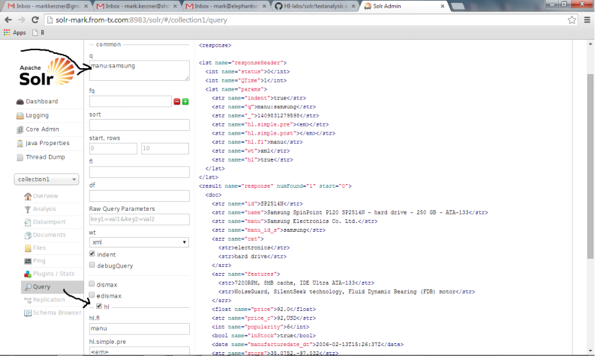 Inbox - markkerzner@gm
Inbox - markkerzner@sh
Inbox - mark@elephants
HI-labs/solr/testanalysis
Solr Admin
solr-mark.from-tx.com:8983/solr/#/collection1/query
Apps
R
Apache
Solr
Dashboard
Logging
Core Admin
Java Properties
Thread Dump
collection1
Overview
Analysis
Dataimport
Documents
Files
Ping
Plugins / Stats
Query
Replication
Schema Browser
common
q
manu:samsung
fq
sort
start, rows
0
10
fl
df
Raw Query Parameters
key1=val1&key2=val2
wt
xml
indent
debugQuery
dismax
edismax
hl
hl.fl
manu
hl.simple.pre
<em>
<response>
<lst name="responseHeader">
<int name="status">0</int>
<int name="QTime">1</int>
<lst name="params">
<str name="indent">true</str>
<str name="q">manu:samsung</str>
<str name="hl.simple.pre"><em></str>
<str name="hl.simple.post"></em></str>
<str name="hl.fl">manu</str>
<str name="wt">xml</str>
<str name="hl">true</str>
</lst>
</lst>
<result name="response" numFound="1" start="0">
<doc>
<str name="id">SP2514N</str>
<str name="name">Samsung SpinPoint P120 SP2514N - hard drive - 250 GB - ATA-133</str>
<str name="manu">Samsung Electronics Co. Ltd.</str>
<str name="manu_id_s">samsung</str>
<arr name="cat">
<str>electronics</str>
<str>hard drive</str>
</arr>
<arr name="features">
<str>7200RPM, 8MB cache, IDE Ultra ATA-133</str>
<str>NoiseGuard, SilentSeek technology, Fluid Dynamic Bearing (FDB) motor</str>
</arr>
<float name="price">92.0</float>
<str name="price_c">92,USD</str>
<int name="popularity">6</int>
<bool name="inStock">true</bool>
<date name="manufacturedate_dt">2006-02-13T15:26:37Z</date>
<str name="store">35.0752,-97.032</str>